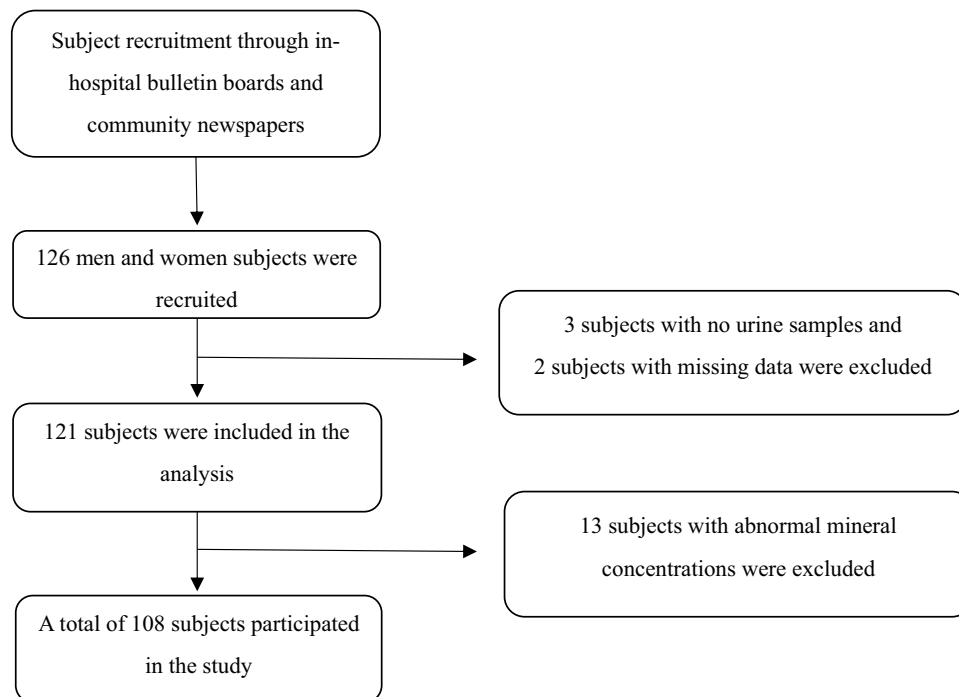 Subject recruitment through in-
hospital bulletin boards and
community newspapers
126 men and women subjects were
recruited
3 subjects with no urine samples and
2 subjects with missing data were excluded
121 subjects were included in the
analysis
13 subjects with abnormal mineral
concentrations were excluded
A total of 108 subjects participated
in the study